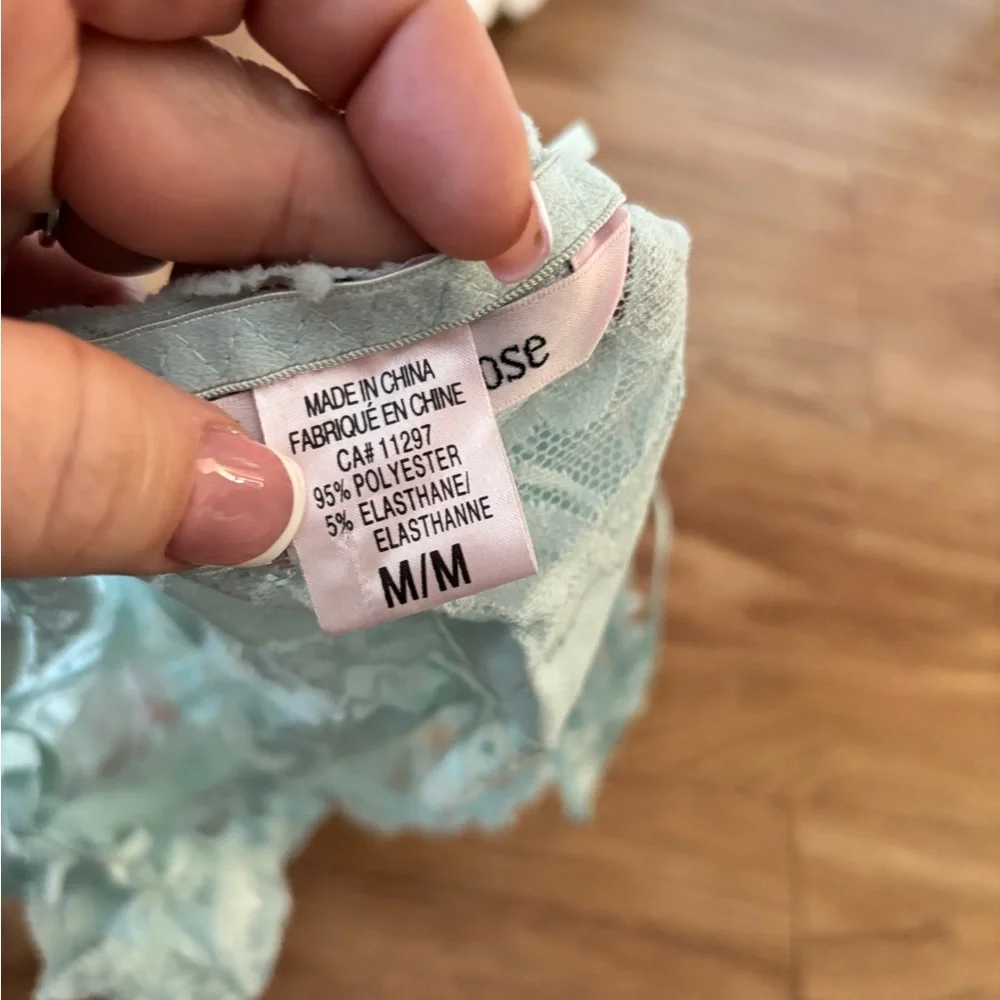 ose
MADE IN CHINA
FABRIQUÉ EN CHINE
CA# 11297
95% POLYESTER
5% ELASTHANE/
ELASTHANNE
M/M